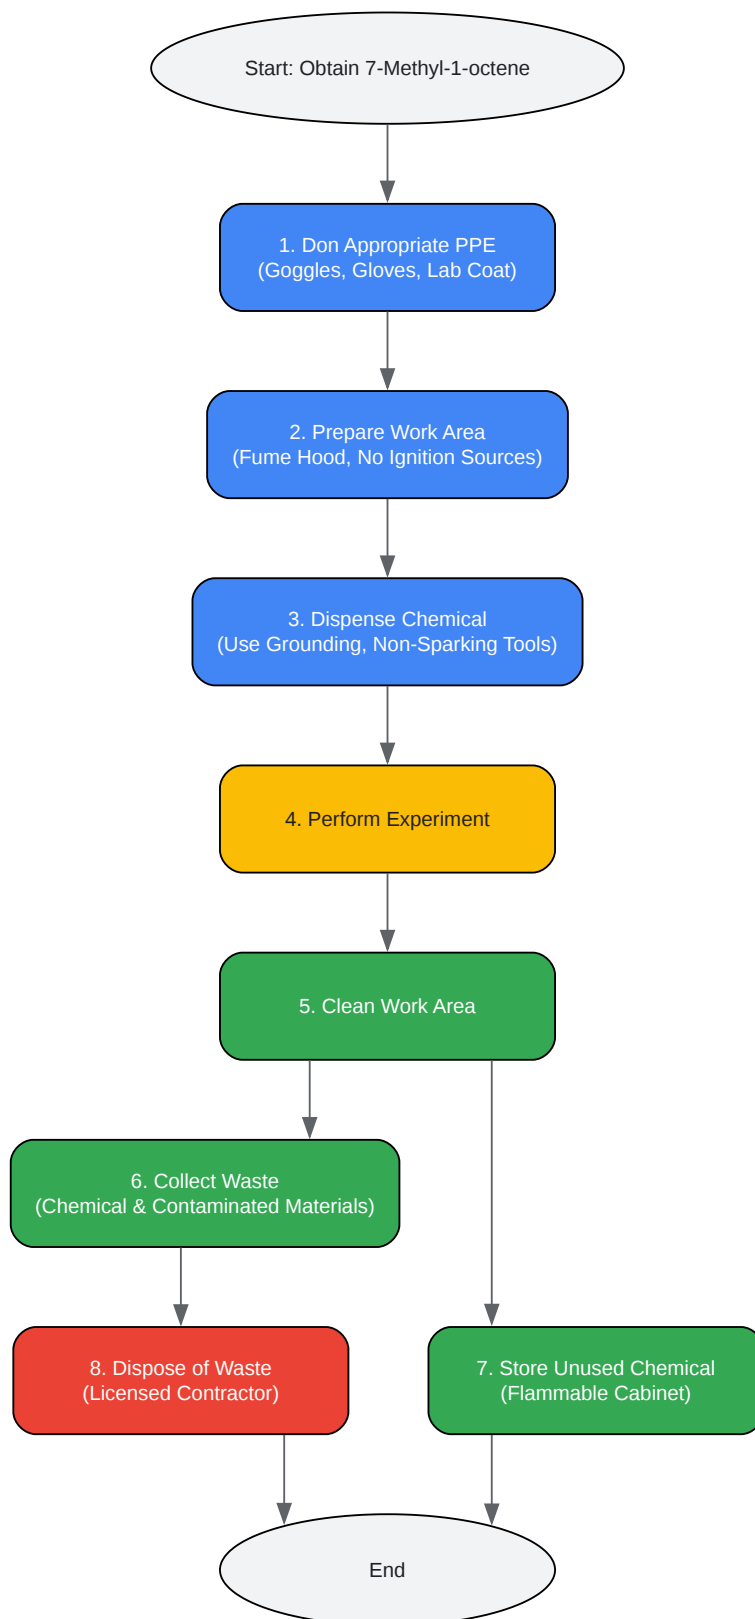 Start: Obtain 7-Methyl-1-octene
1. Don Appropriate PPE
(Goggles, Gloves, Lab Coat)
2. Prepare Work Area
(Fume Hood, No Ignition Sources)
3. Dispense Chemical
(Use Grounding, Non-Sparking Tools)
4. Perform Experiment
5. Clean Work Area
6. Collect Waste
(Chemical & Contaminated Materials)
8. Dispose of Waste
(Licensed Contractor)
7. Store Unused Chemical
(Flammable Cabinet)
End